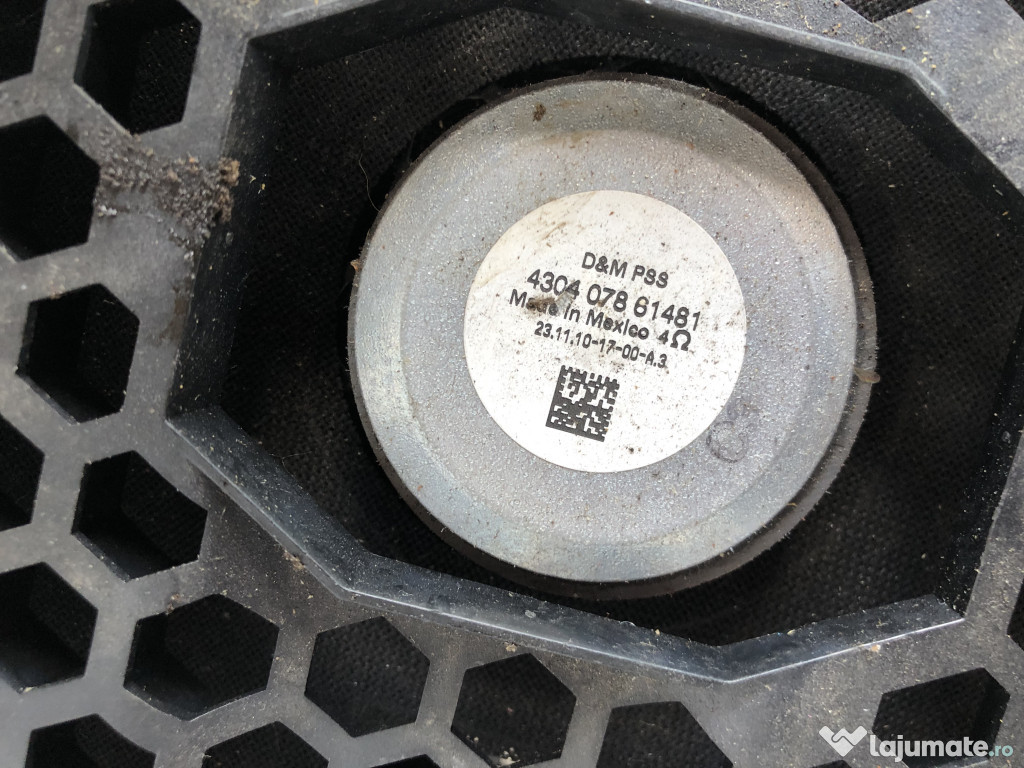 D&M PSS
4304 078 61481
Made in Mexico 4Ω
23.11.10-17-00-A.3
lajumate.ro